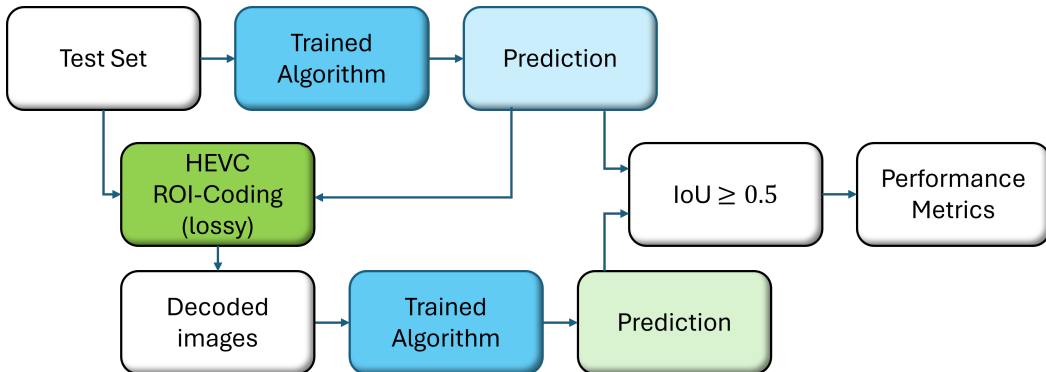 Test Set
Trained
Algorithm
Prediction
HEVC
ROI-Coding
(lossy)
IoU ≥ 0.5
Performance
Metrics
Decoded
images
Trained
Algorithm
Prediction